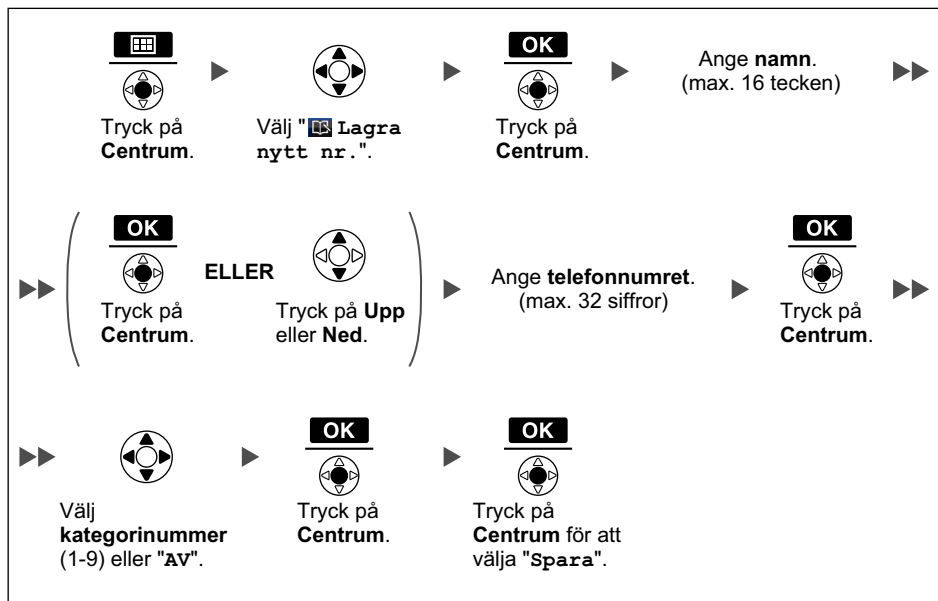 OK
Tryck på
Centrum.
Välj "Lagra
nytt nr.".
Tryck på
Centrum.
Ange namn.
(max. 16 tecken)
OK
Tryck på
Centrum.
ELLER
Tryck på Upp
eller Ned.
Ange telefonnumret.
(max. 32 siffror)
OK
Tryck på
Centrum.
Välj
kategorinummer
(1-9) eller "AV".
OK
Tryck på
Centrum.
OK
Tryck på
Centrum för att
välja "Spara".